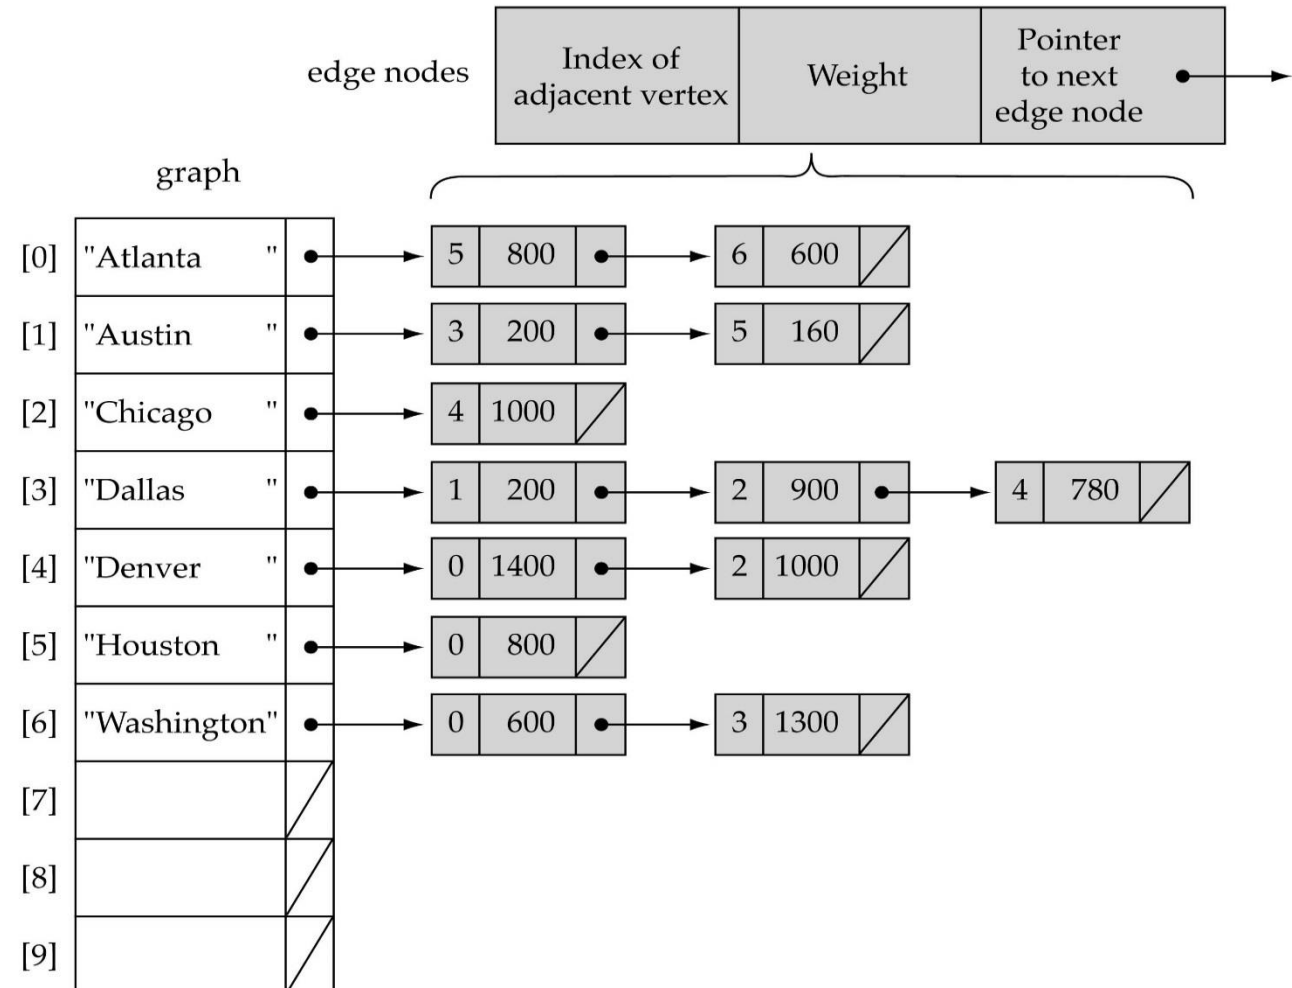 edge nodes
Index of
adjacent vertex
Weight
Pointer
to next
edge node
graph
[0] "Atlanta " 5 800 6 600
[1] "Austin " 3 200 5 160
[2] "Chicago " 4 1000
[3] "Dallas " 1 200 2 900 4 780
[4] "Denver " 0 1400 2 1000
[5] "Houston " 0 800
[6] "Washington" 0 600 3 1300
[7]
[8]
[9]